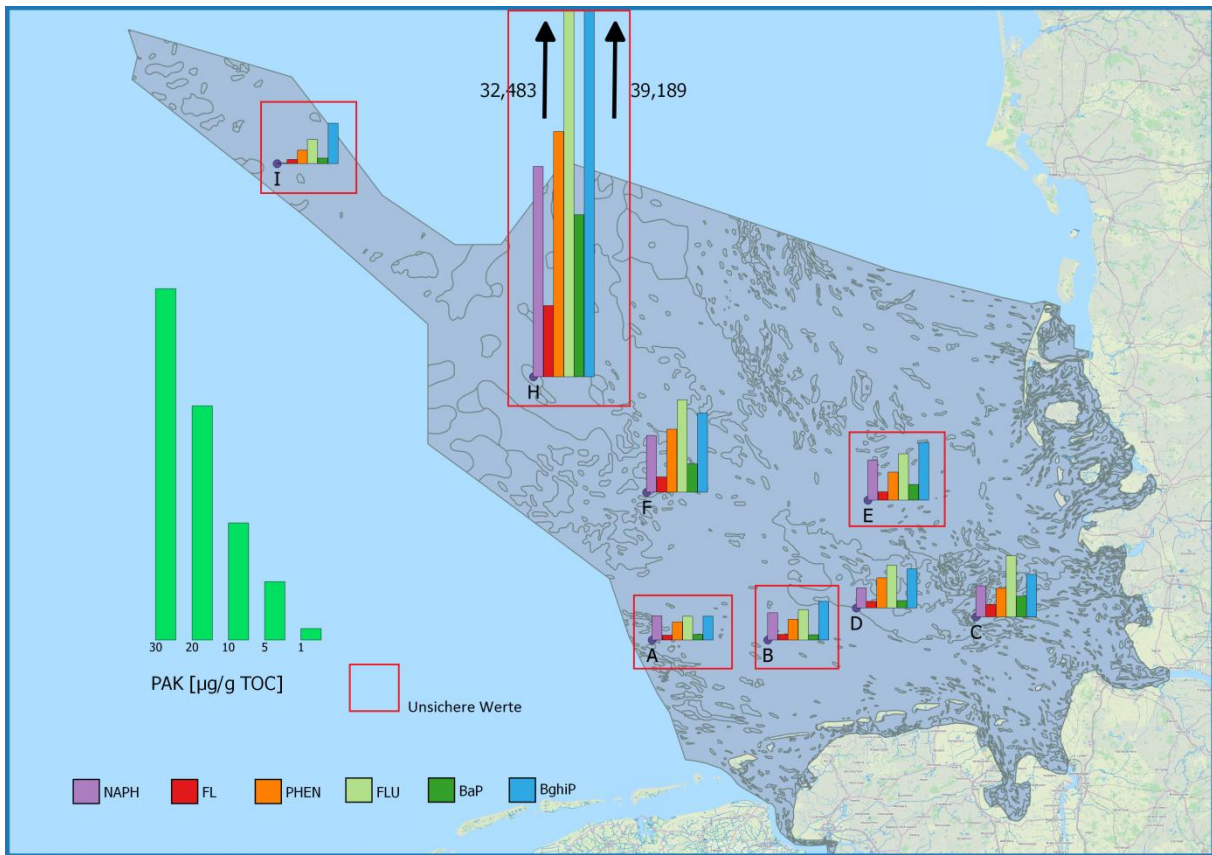 32,483
39,189
I
H
F
E
A
B
D
C
30 20 10 5 1
PAK [µg/g TOC]
Unsichere Werte
NAPH FL PHEN FLU BaP BghiP